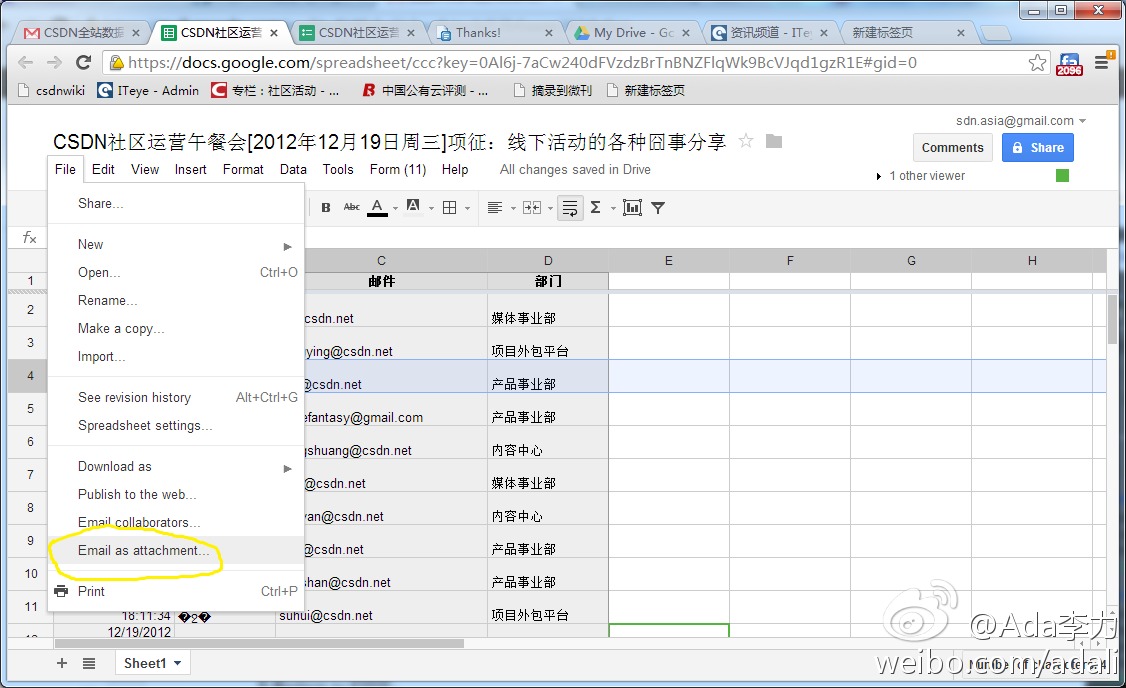 CSDN全站数据
CSDN社区运营
CSDN社区运营
Thanks!
My Drive - Go
资讯频道 - ITey
新建标签页
https://docs.google.com/spreadsheet/ccc?key=0Al6j-7aCw240dFVzdzBrTnBNZFlqWk9BcVJqd1gzR1E#gid=0
2096
csdnwiki
ITeye - Admin
专栏：社区活动 - ...
中国公有云评测 - ...
摘录到微刊
新建标签页
sdn.asia@gmail.com
CSDN社区运营午餐会[2012年12月19日周三]项征：线下活动的各种囧事分享
Comments
Share
File Edit View Insert Format Data Tools Form (11) Help All changes saved in Drive
1 other viewer
B Abc A A Σ
fx
Share...
New
Open... Ctrl+O
Rename...
Make a copy...
Import...
See revision history Alt+Ctrl+G
Spreadsheet settings...
Download as
Publish to the web...
Email collaborators...
Email as attachment...
Print Ctrl+P
C D E F G H
1 邮件 部门
2 csdn.net 媒体事业部
3 ying@csdn.net 项目外包平台
4 @csdn.net 产品事业部
5 efantasy@gmail.com 产品事业部
6 gshuang@csdn.net 内容中心
7 @csdn.net 媒体事业部
8 van@csdn.net 内容中心
9 @csdn.net 产品事业部
10 shan@csdn.net 产品事业部
11 18:11:34 �2� suhui@csdn.net 项目外包平台
12/19/2012
Sheet1
@Ada李力
weibo.com/adali